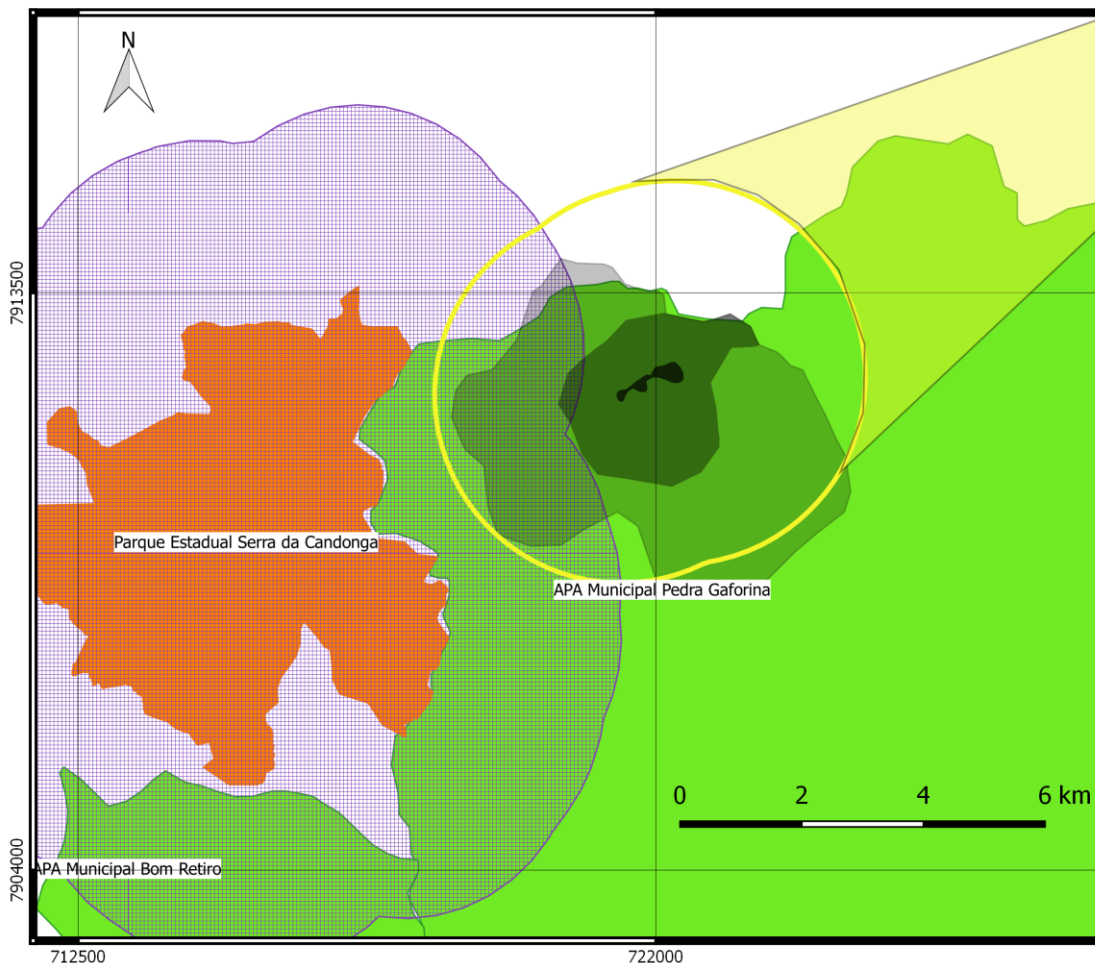 N
7913500
Parque Estadual Serra da Candonga
APA Municipal Pedra Gaforina
0 2 4 6 km
7904000
APA Municipal Bom Retiro
712500 722000